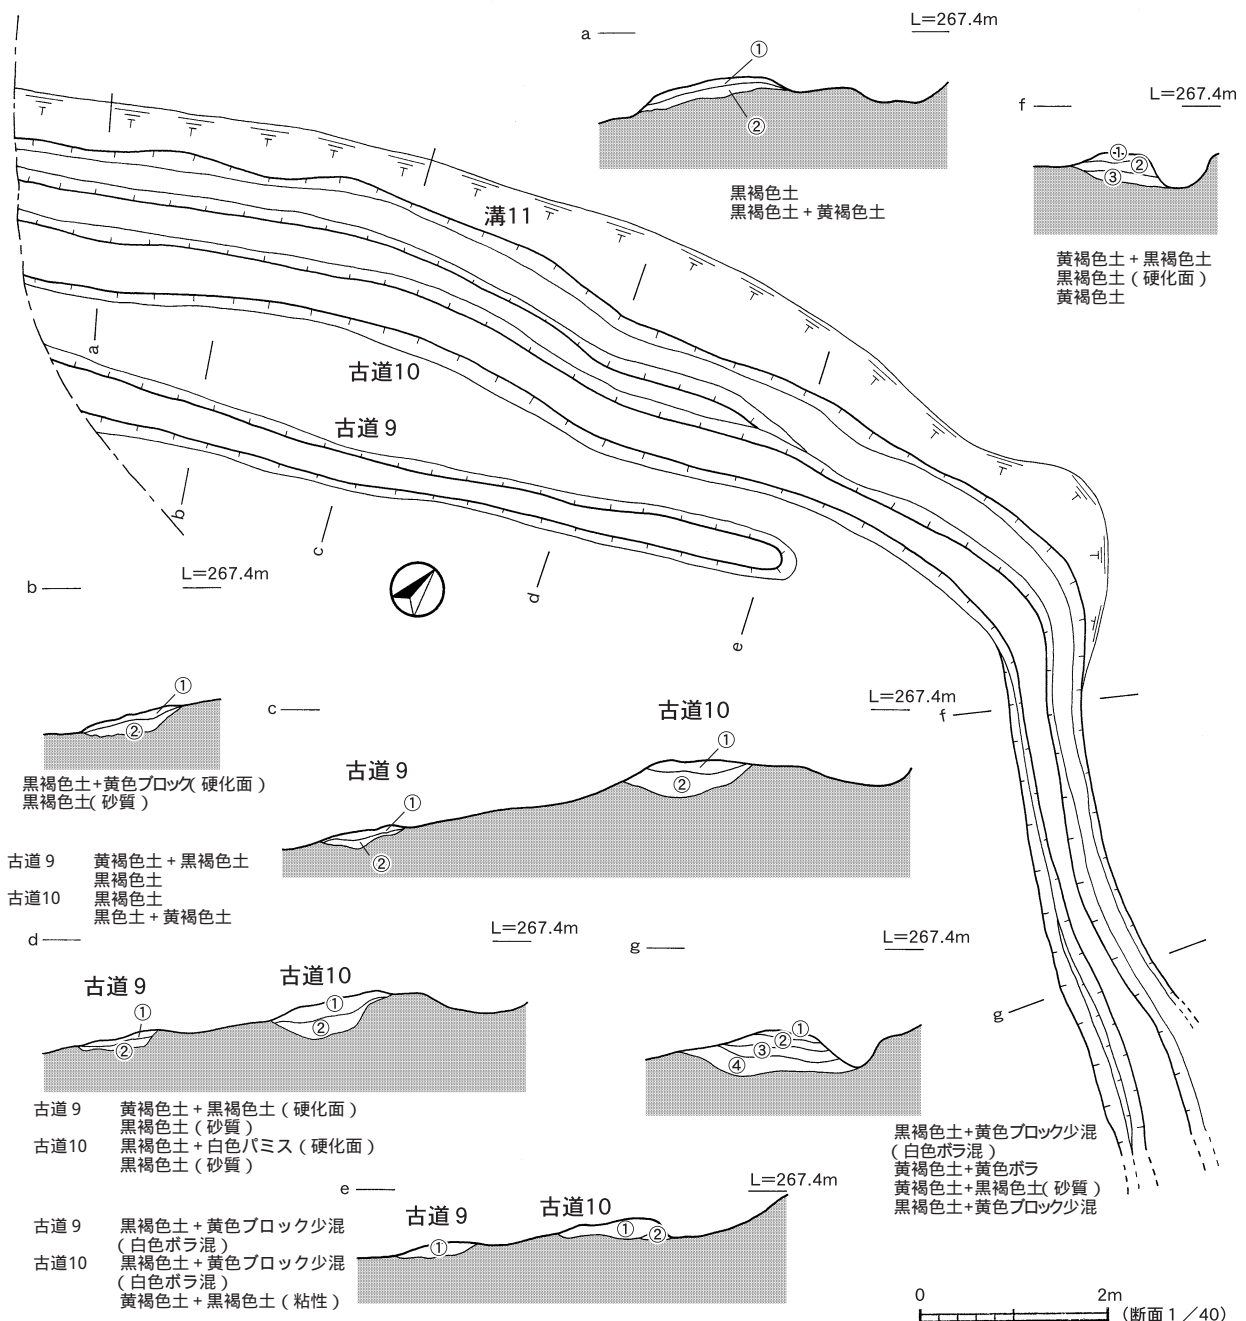 a
L=267.4m
①
②
黒褐色土
黒褐色土+黄褐色土
f
L=267.4m
①
②
③
黄褐色土+黒褐色土
黒褐色土(硬化面)
黄褐色土
溝11
古道10
古道9
a
b
c
d
e
f
g
b
L=267.4m
①
②
黒褐色土+黄色ブロック(硬化面)
黒褐色土(砂質)
c
L=267.4m
古道9
古道10
①
②
①
②
古道9 黄褐色土+黒褐色土
黒褐色土
古道10 黒褐色土
黒色土+黄褐色土
d
L=267.4m
古道9
古道10
①
②
①
②
古道9 黄褐色土+黒褐色土(硬化面)
黒褐色土(砂質)
古道10 黒褐色土+白色パミス(硬化面)
黒褐色土(砂質)
e
L=267.4m
古道9
古道10
①
①
②
古道9 黒褐色土+黄色ブロック少混
(白色ボラ混)
古道10 黒褐色土+黄色ブロック少混
(白色ボラ混)
黄褐色土+黒褐色土(粘性)
g
L=267.4m
①
②
③
④
黒褐色土+黄色ブロック少混
(白色ボラ混)
黄褐色土+黄色ボラ
黄褐色土+黒褐色土(砂質)
黒褐色土+黄色ブロック少混
0 2m
(断面1/40)